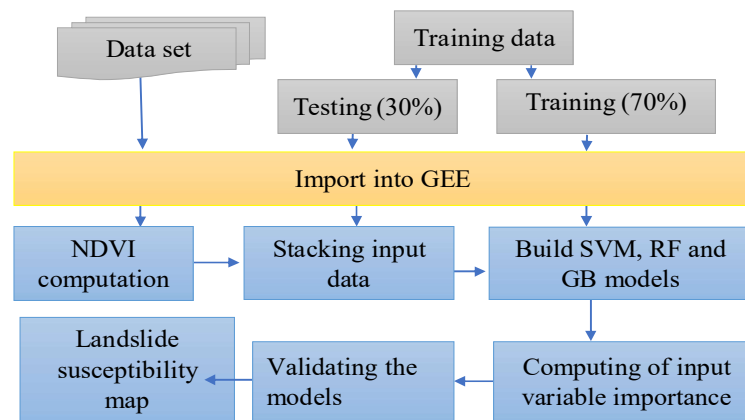 Data set
Training data
Testing (30%)
Training (70%)
Import into GEE
NDVI
computation
Stacking input
data
Build SVM, RF and
GB models
Landslide
susceptibility
map
Validating the
models
Computing of input
variable importance